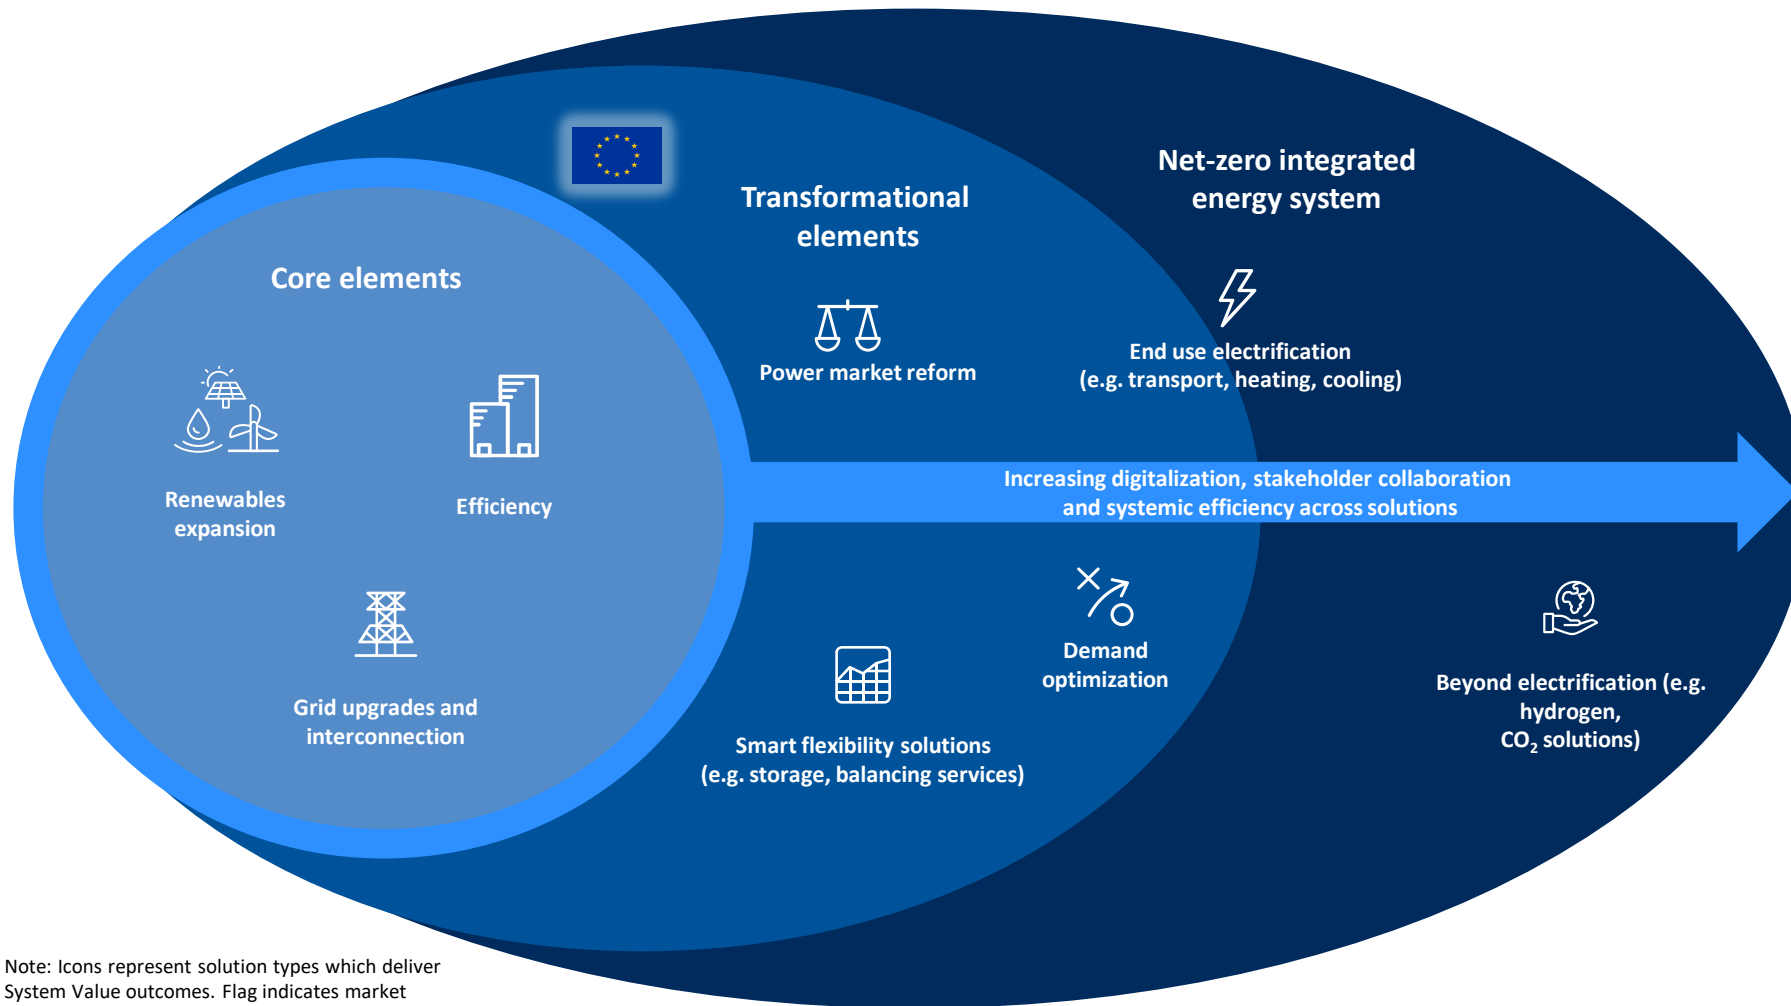 Net-zero integrated
energy system
Transformational
elements
Core elements
Power market reform
End use electrification
(e.g. transport, heating, cooling)
Renewables
expansion
Efficiency
Increasing digitalization, stakeholder collaboration
and systemic efficiency across solutions
Grid upgrades and
interconnection
Demand
optimization
Smart flexibility solutions
(e.g. storage, balancing services)
Beyond electrification (e.g.
hydrogen,
CO₂ solutions)
Note: Icons represent solution types which deliver
System Value outcomes. Flag indicates market